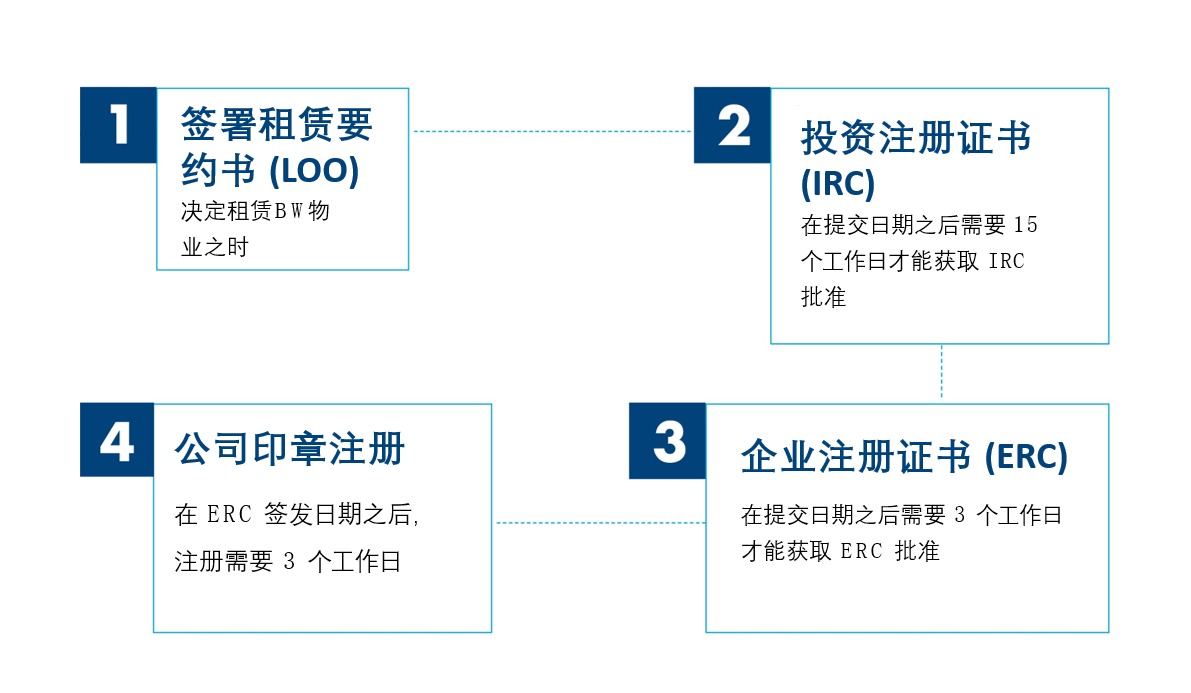 1
签署租赁要
约书 (LOO)
决定租赁BW物
业之时
2
投资注册证书
(IRC)
在提交日期之后需要 15
个工作日才能获取 IRC
批准
3
企业注册证书 (ERC)
在提交日期之后需要 3 个工作日
才能获取 ERC 批准
4
公司印章注册
在 ERC 签发日期之后,
注册需要 3 个工作日